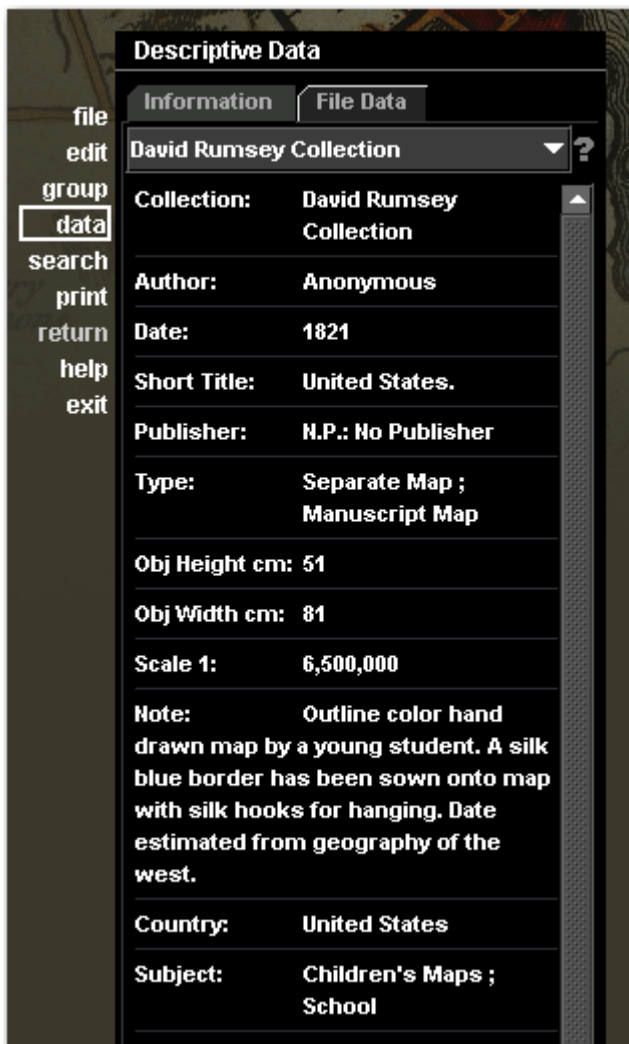 Descriptive Data
Information File Data
file
edit
group
data
search
print
return
help
exit
David Rumsey Collection ?
Collection: David Rumsey
Collection
Author: Anonymous
Date: 1821
Short Title: United States.
Publisher: N.P.: No Publisher
Type: Separate Map ;
Manuscript Map
Obj Height cm: 51
Obj Width cm: 81
Scale 1: 6,500,000
Note: Outline color hand
drawn map by a young student. A silk
blue border has been sown onto map
with silk hooks for hanging. Date
estimated from geography of the
west.
Country: United States
Subject: Children's Maps ;
School